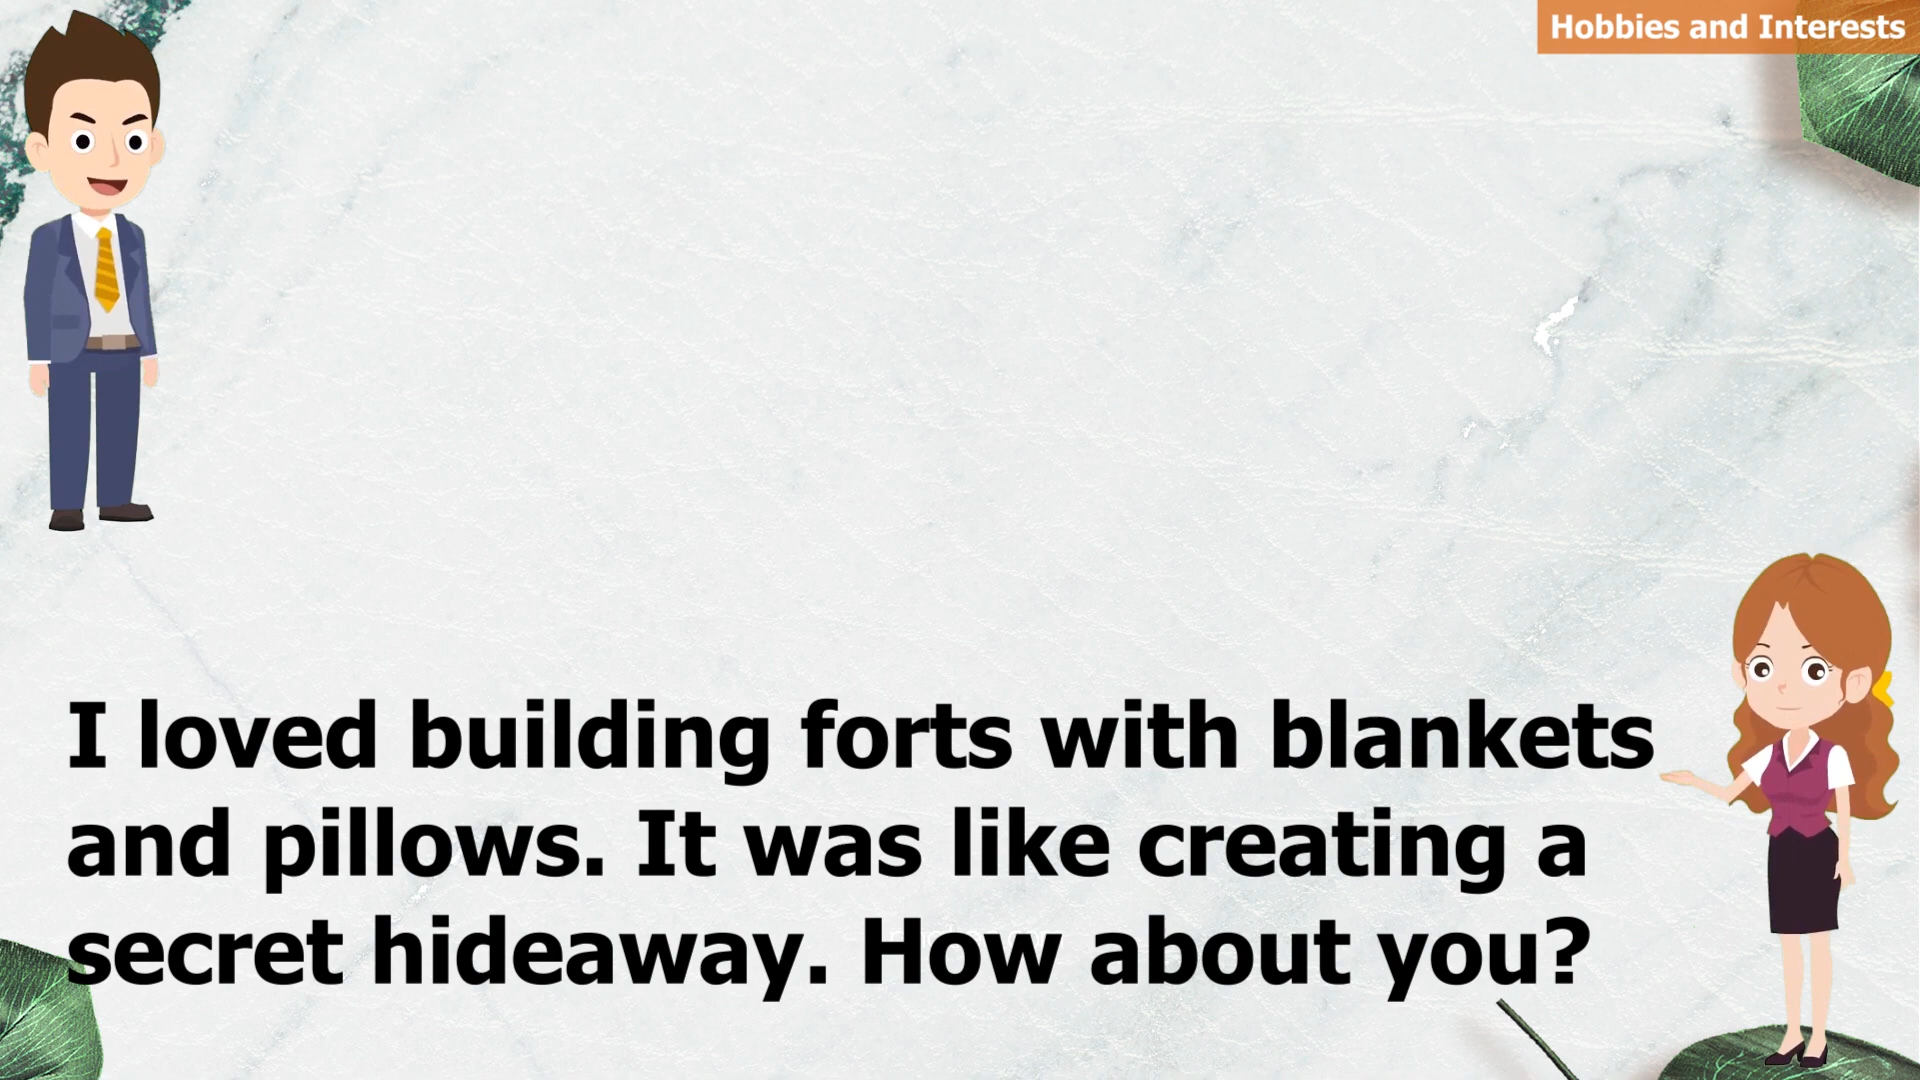 Hobbies and Interests
I loved building forts with blankets
and pillows. It was like creating a
secret hideaway. How about you?